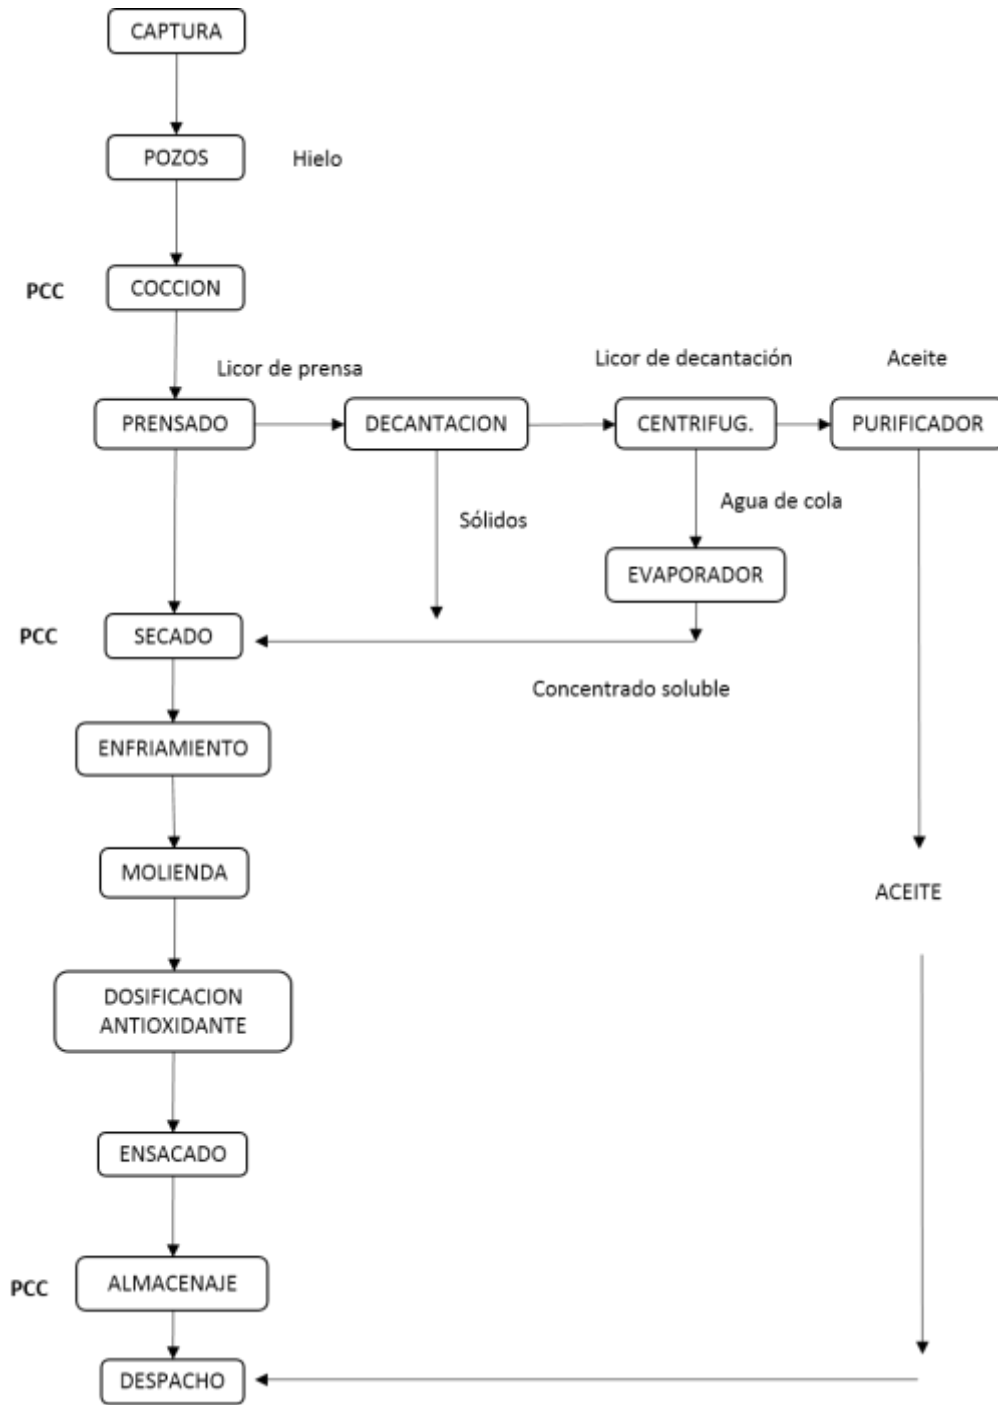 CAPTURA
POZOS
Hielo
PCC
COCCION
Licor de prensa
Licor de decantación
Aceite
PRENSADO
DECANTACION
CENTRIFUG.
PURIFICADOR
Sólidos
Agua de cola
EVAPORADOR
PCC
SECADO
Concentrado soluble
ENFRIAMIENTO
MOLIENDA
ACEITE
DOSIFICACION
ANTIOXIDANTE
ENSACADO
PCC
ALMACENAJE
DESPACHO